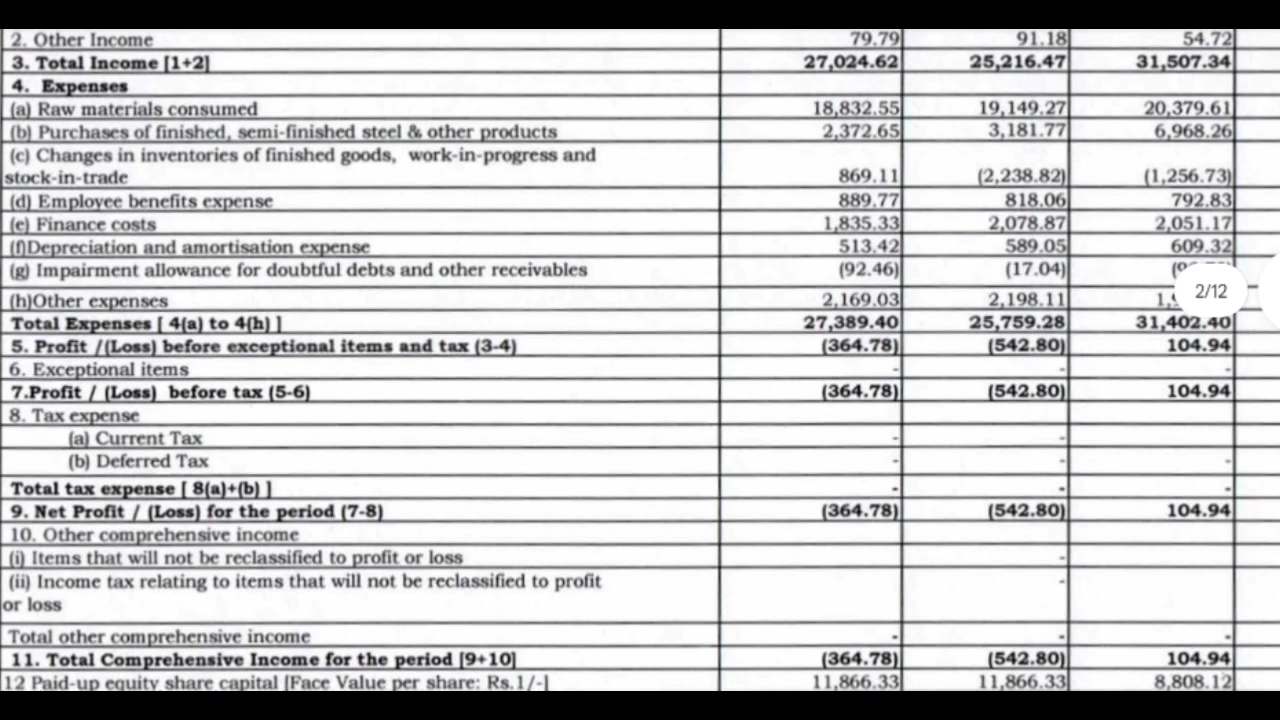 2. Other Income 79.79 91.18 54.72
3. Total Income [1+2] 27,024.62 25,216.47 31,507.34
4. Expenses
(a) Raw materials consumed 18,832.55 19,149.27 20,379.61
(b) Purchases of finished, semi-finished steel & other products 2,372.65 3,181.77 6,968.26
(c) Changes in inventories of finished goods, work-in-progress and
stock-in-trade 869.11 (2,238.82) (1,256.73)
(d) Employee benefits expense 889.77 818.06 792.83
(e) Finance costs 1,835.33 2,078.87 2,051.17
(f)Depreciation and amortisation expense 513.42 589.05 609.32
(g) Impairment allowance for doubtful debts and other receivables (92.46) (17.04)
2/12
(h)Other expenses 2,169.03 2,198.11
Total Expenses [ 4(a) to 4(h) ] 27,389.40 25,759.28 31,402.40
5. Profit /(Loss) before exceptional items and tax (3-4) (364.78) (542.80) 104.94
6. Exceptional items - - -
7.Profit / (Loss) before tax (5-6) (364.78) (542.80) 104.94
8. Tax expense
(a) Current Tax - -
(b) Deferred Tax - - -
Total tax expense [ 8(a)+(b) ] - - -
9. Net Profit / (Loss) for the period (7-8) (364.78) (542.80) 104.94
10. Other comprehensive income
(i) Items that will not be reclassified to profit or loss -
(ii) Income tax relating to items that will not be reclassified to profit -
or loss
Total other comprehensive income - - -
11. Total Comprehensive Income for the period [9+10] (364.78) (542.80) 104.94
12 Paid-up equity share capital [Face Value per share: Rs.1/-] 11,866.33 11,866.33 8,808.12